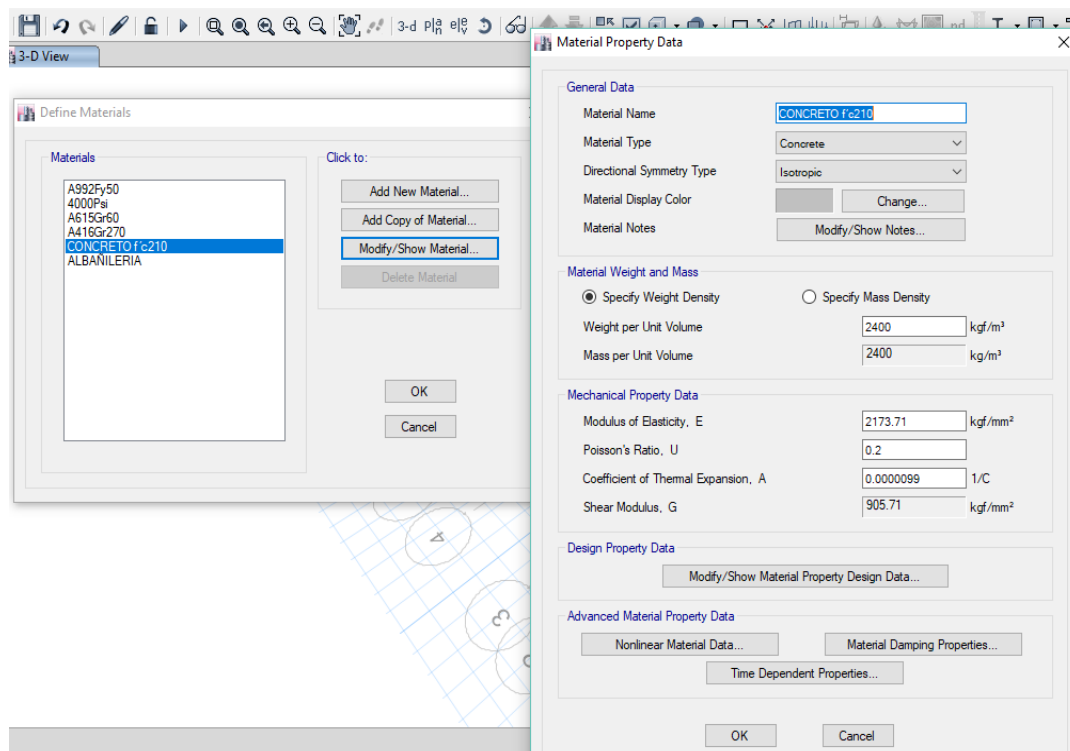 3-d
3-D View
Define Materials
Materials
A992Fy50
4000Psi
A615Gr60
A416Gr270
CONCRETO f´c210
ALBAÑILERIA
Click to:
Add New Material...
Add Copy of Material...
Modify/Show Material...
Delete Material
OK
Cancel
4
3
Material Property Data
General Data
Material Name CONCRETO f´c210
Material Type Concrete
Directional Symmetry Type Isotropic
Material Display Color Change...
Material Notes Modify/Show Notes...
Material Weight and Mass
Specify Weight Density Specify Mass Density
Weight per Unit Volume 2400 kgf/m³
Mass per Unit Volume 2400 kg/m³
Mechanical Property Data
Modulus of Elasticity, E 2173.71 kgf/mm²
Poisson's Ratio, U 0.2
Coefficient of Thermal Expansion, A 0.0000099 1/C
Shear Modulus, G 905.71 kgf/mm²
Design Property Data
Modify/Show Material Property Design Data...
Advanced Material Property Data
Nonlinear Material Data... Material Damping Properties...
Time Dependent Properties...
OK Cancel